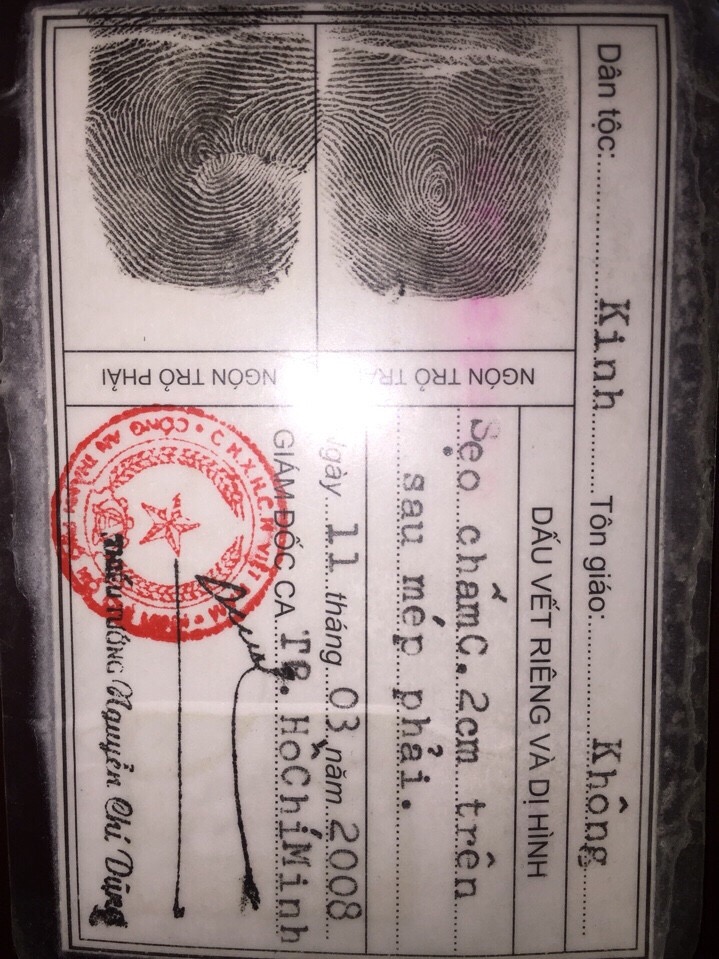 Dân tộc:.......Kinh.......Tôn giáo:.......Không.......
NGÓN TRỎ TRÁI
DẤU VẾT RIÊNG VÀ DỊ HÌNH
Sẹo chấmC.2cm trên
sau mép phải.
NGÓN TRỎ PHẢI
Ngày...11...tháng...03..năm 2008
GIÁM ĐỐC CA...TP.HồChíMinh
C.H.X.H.C.N VIỆT NAM
CÔNG AN
THIẾU TƯỚNG Nguyễn Chí Dũng